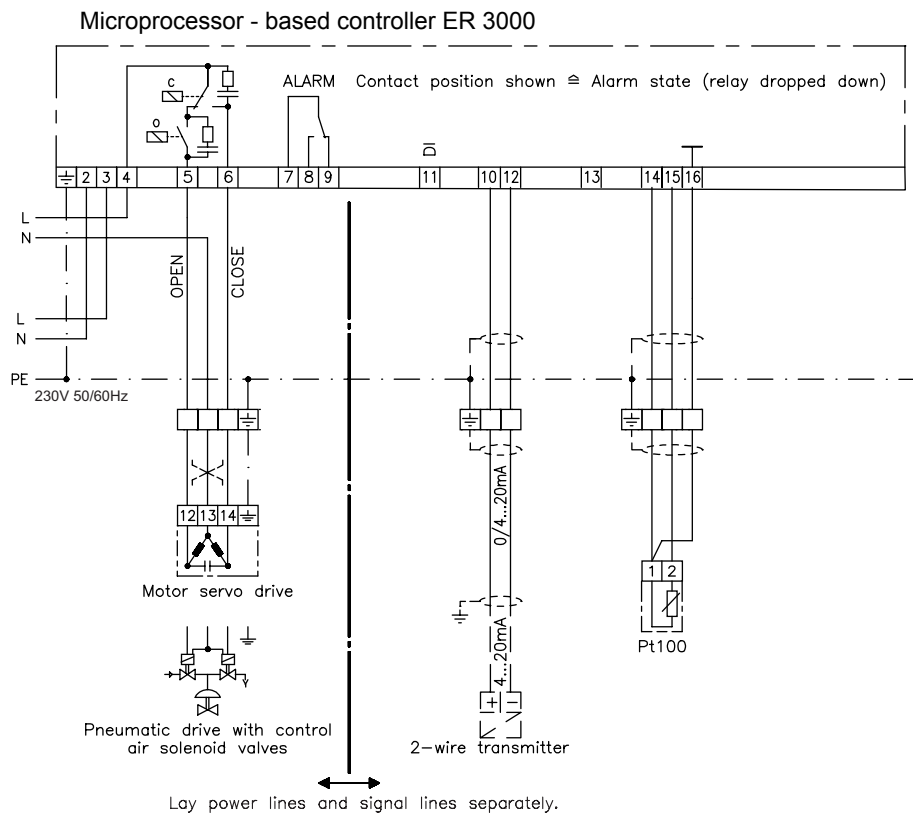 Microprocessor - based controller ER 3000
ALARM Contact position shown ≙ Alarm state (relay dropped down)
C
O
DI
2 3 4 5 6 7 8 9 11 10 12 13 14 15 16
L
N
OPEN
CLOSE
L
N
PE
230V 50/60Hz
12 13 14
0/4...20mA
1 2
Motor servo drive
Pt100
4...20mA
+ -
Pneumatic drive with control
air solenoid valves
2-wire transmitter
Lay power lines and signal lines separately.